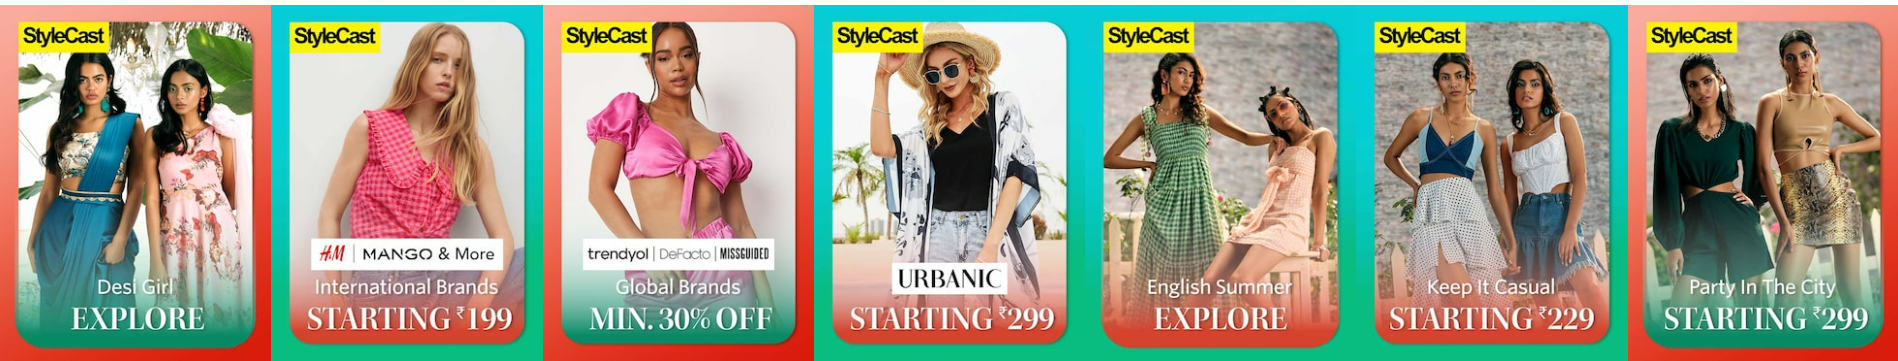 StyleCast
Desi Girl
EXPLORE
StyleCast
H&M | MANGO & More
International Brands
STARTING ₹199
StyleCast
trendyol | DeFacto | MISSGUIDED
Global Brands
MIN. 30% OFF
StyleCast
URBANIC
STARTING ₹299
StyleCast
English Summer
EXPLORE
StyleCast
Keep It Casual
STARTING ₹229
StyleCast
Party In The City
STARTING ₹299